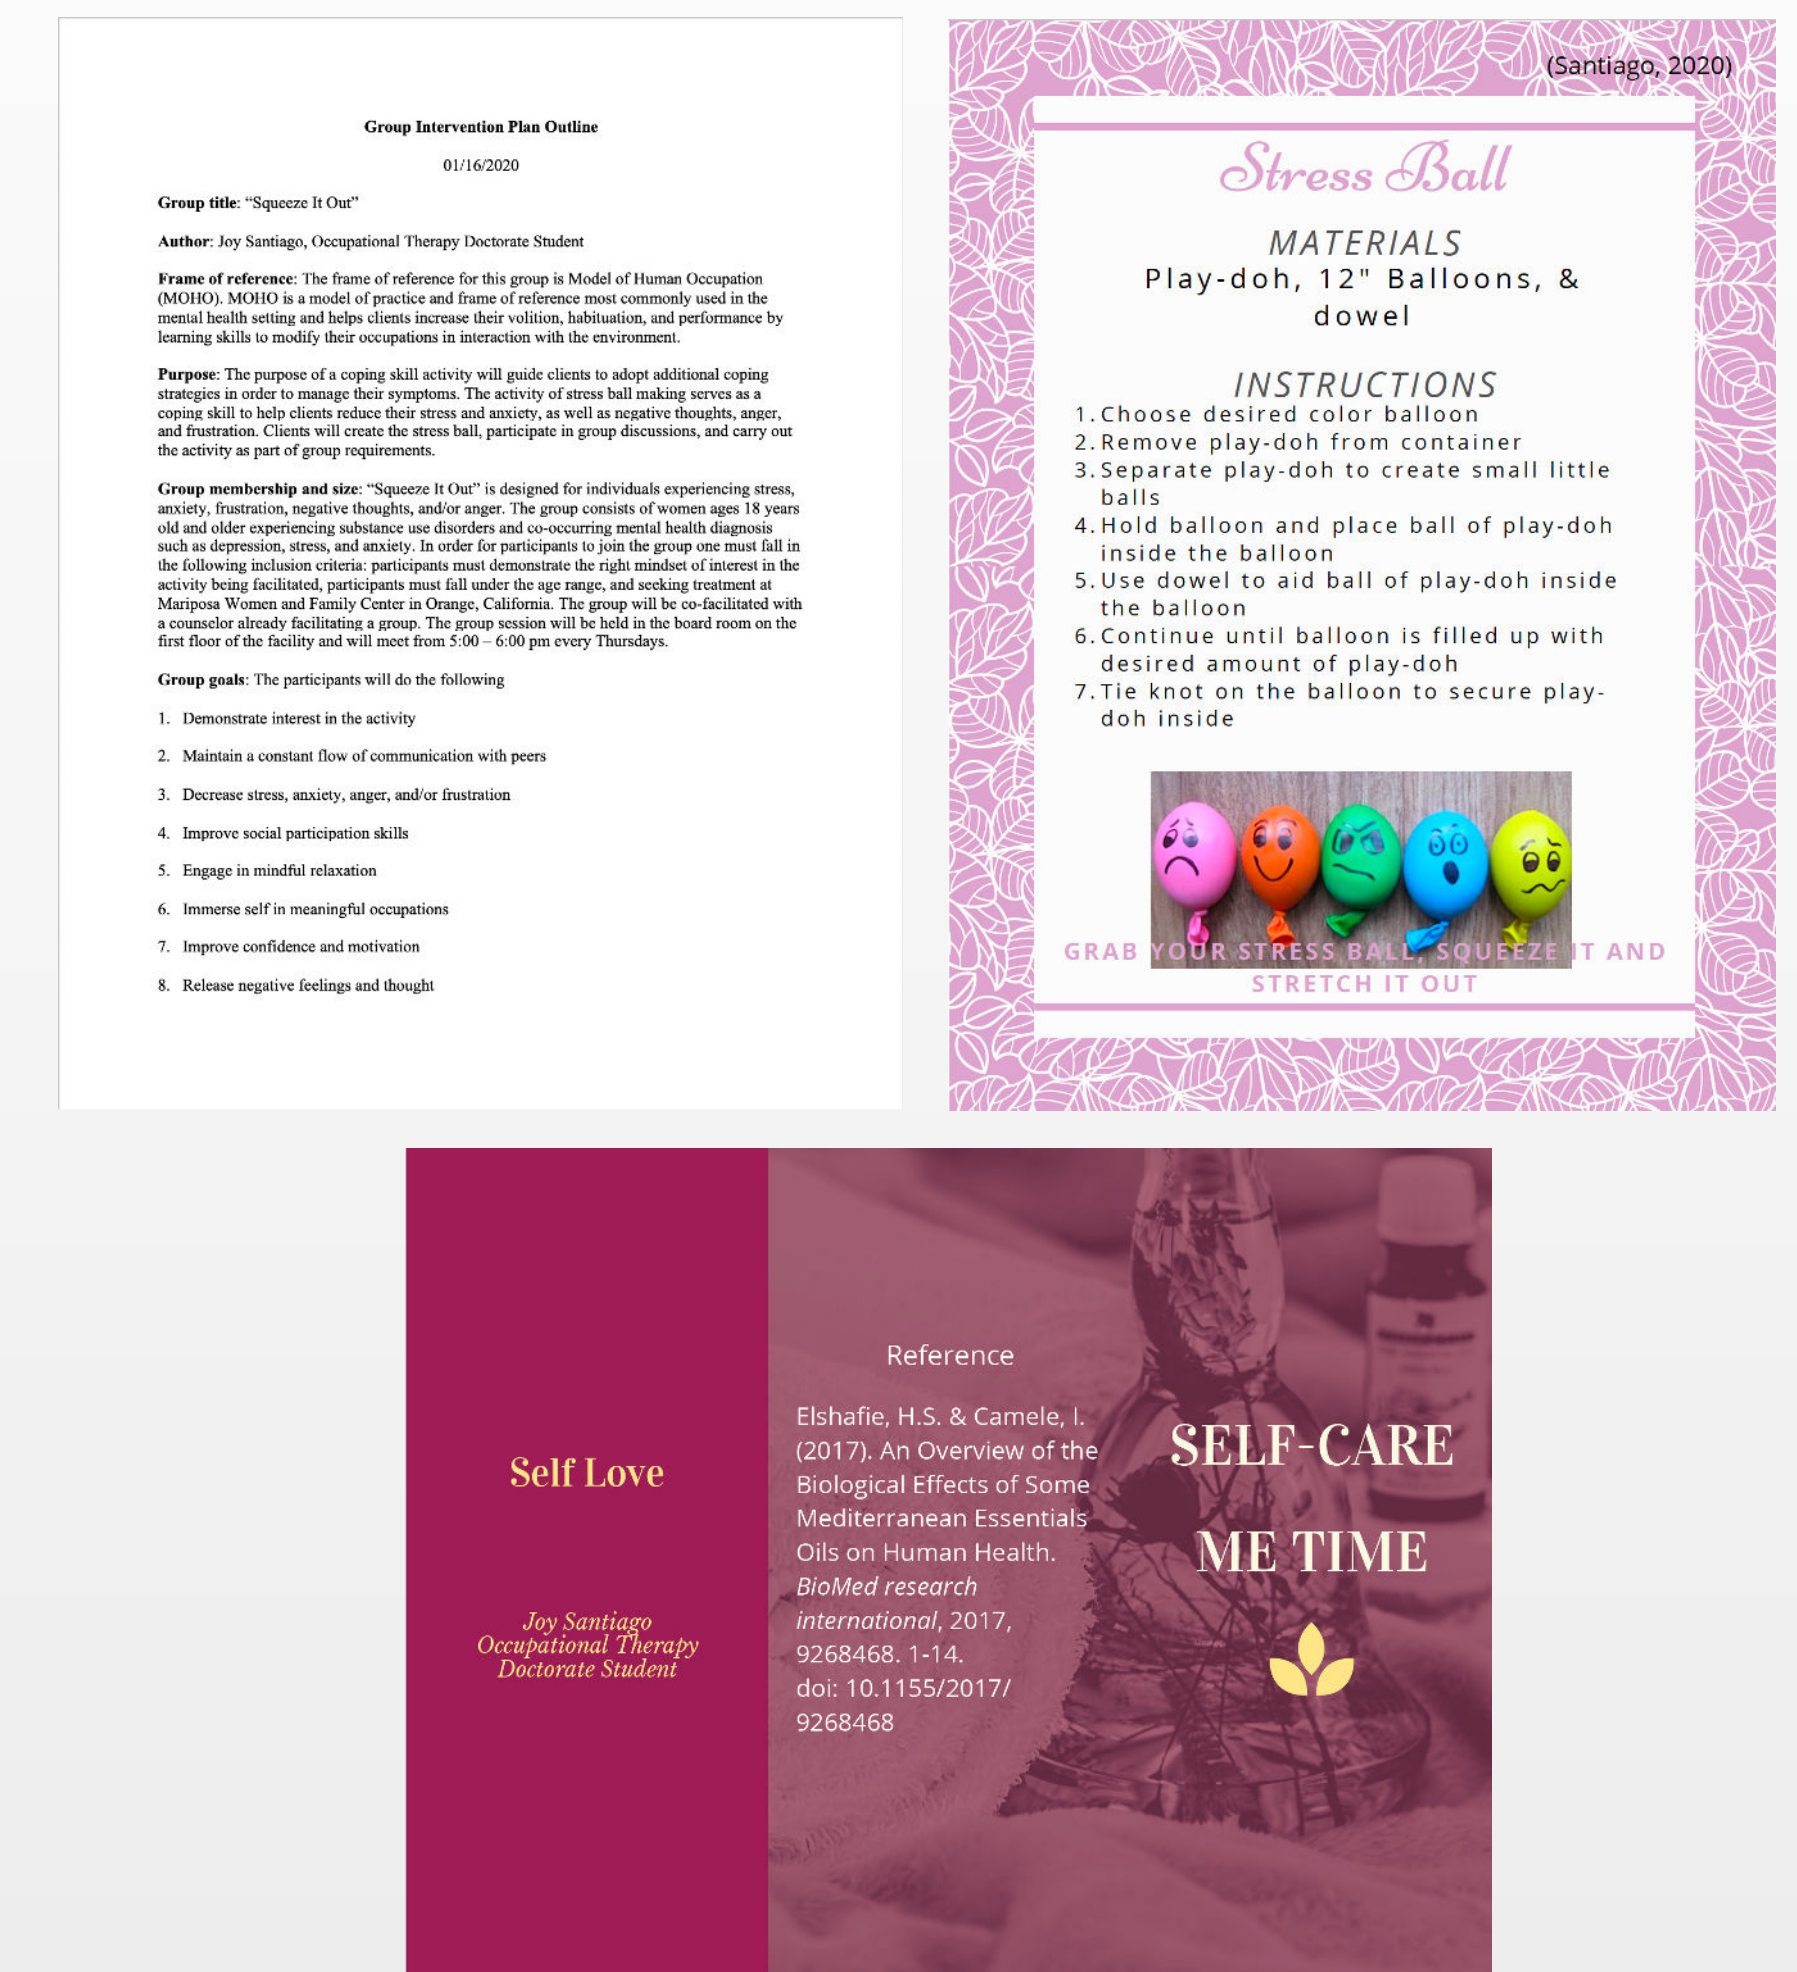 Group Intervention Plan Outline
01/16/2020
Group title: “Squeeze It Out”
Author: Joy Santiago, Occupational Therapy Doctorate Student
Frame of reference: The frame of reference for this group is Model of Human Occupation
(MOHO). MOHO is a model of practice and frame of reference most commonly used in the
mental health setting and helps clients increase their volition, habituation, and performance by
learning skills to modify their occupations in interaction with the environment.
Purpose: The purpose of a coping skill activity will guide clients to adopt additional coping
strategies in order to manage their symptoms. The activity of stress ball making serves as a
coping skill to help clients reduce their stress and anxiety, as well as negative thoughts, anger,
and frustration. Clients will create the stress ball, participate in group discussions, and carry out
the activity as part of group requirements.
Group membership and size: “Squeeze It Out” is designed for individuals experiencing stress,
anxiety, frustration, negative thoughts, and/or anger. The group consists of women ages 18 years
old and older experiencing substance use disorders and co-occurring mental health diagnosis
such as depression, stress, and anxiety. In order for participants to join the group one must fall in
the following inclusion criteria: participants must demonstrate the right mindset of interest in the
activity being facilitated, participants must fall under the age range, and seeking treatment at
Mariposa Women and Family Center in Orange, California. The group will be co-facilitated with
a counselor already facilitating a group. The group session will be held in the board room on the
first floor of the facility and will meet from 5:00 – 6:00 pm every Thursdays.
Group goals: The participants will do the following
1. Demonstrate interest in the activity
2. Maintain a constant flow of communication with peers
3. Decrease stress, anxiety, anger, and/or frustration
4. Improve social participation skills
5. Engage in mindful relaxation
6. Immerse self in meaningful occupations
7. Improve confidence and motivation
8. Release negative feelings and thought
(Santiago, 2020)
Stress Ball
MATERIALS
Play-doh, 12" Balloons, &
dowel
INSTRUCTIONS
1. Choose desired color balloon
2. Remove play-doh from container
3. Separate play-doh to create small little
balls
4. Hold balloon and place ball of play-doh
inside the balloon
5. Use dowel to aid ball of play-doh inside
the balloon
6. Continue until balloon is filled up with
desired amount of play-doh
7. Tie knot on the balloon to secure play-
doh inside
GRAB YOUR STRESS BALL, SQUEEZE IT AND
STRETCH IT OUT
Self Love
Joy Santiago
Occupational Therapy
Doctorate Student
Reference
Elshafie, H.S. & Camele, I.
(2017). An Overview of the
Biological Effects of Some
Mediterranean Essentials
Oils on Human Health.
BioMed research
international, 2017,
9268468. 1-14.
doi: 10.1155/2017/
9268468
SELF-CARE
ME TIME